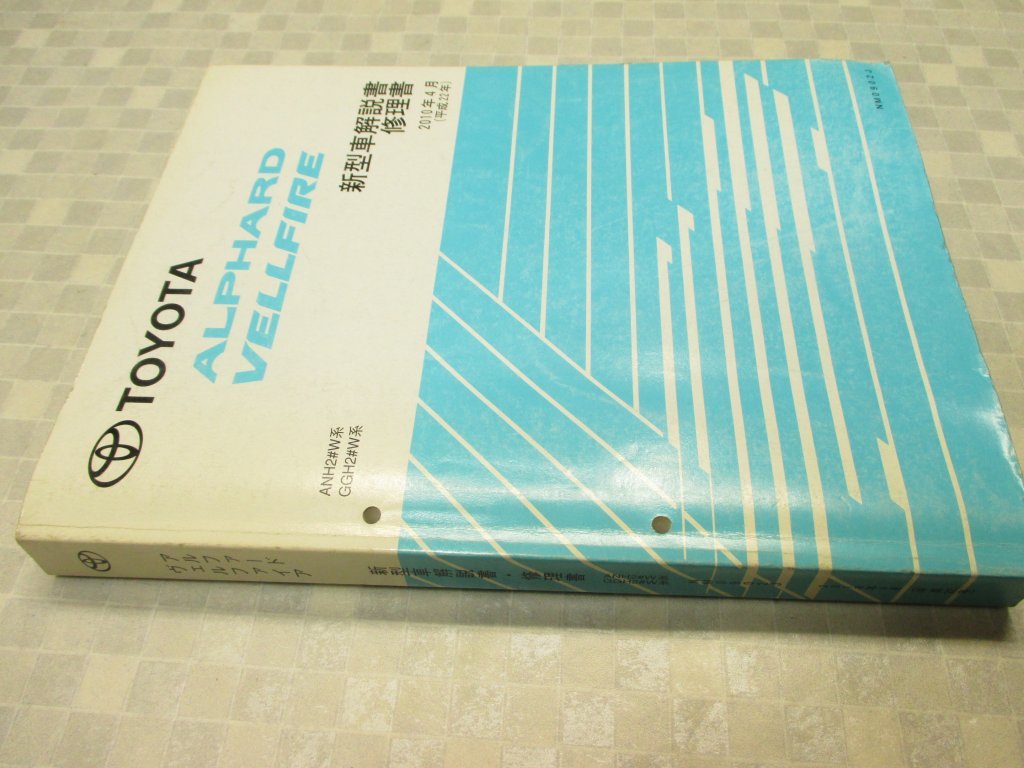 TOYOTA
ALPHARD
VELLFIRE
新型車解説書
修理書
2010年4月
(平成22年)
ANH2#W系
GGH2#W系
NM0902J
アルファード
ヴェルファイア
新型車解説書・修理書